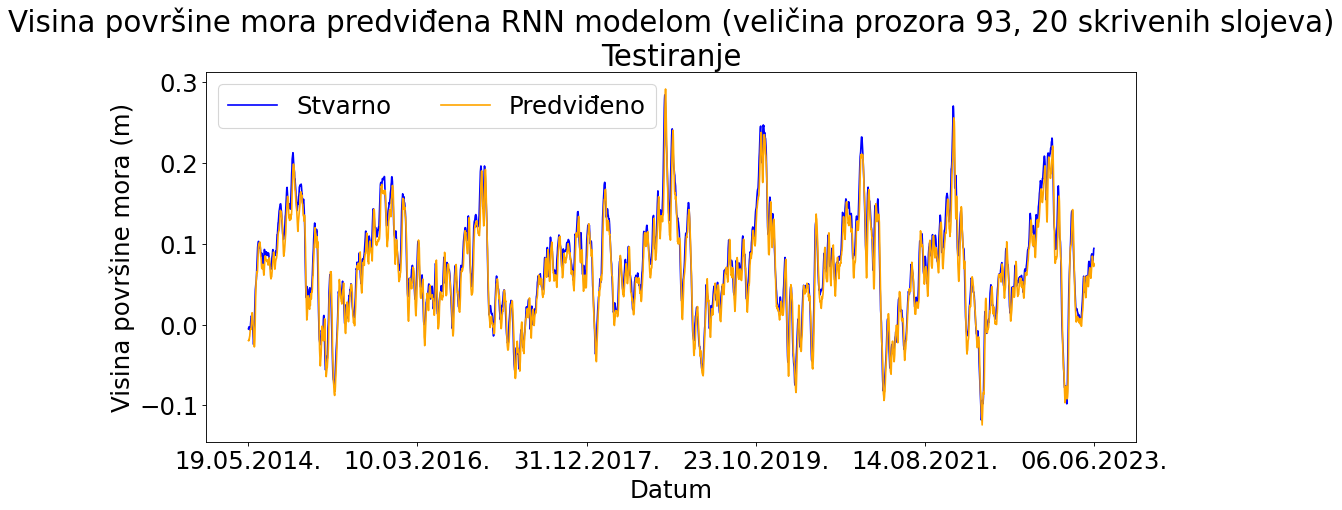 Visina površine mora predviđena RNN modelom (veličina prozora 93, 20 skrivenih slojeva)
Testiranje
Stvarno Predviđeno
Visina površine mora (m)
0.3
0.2
0.1
0.0
−0.1
19.05.2014. 10.03.2016. 31.12.2017. 23.10.2019. 14.08.2021. 06.06.2023.
Datum